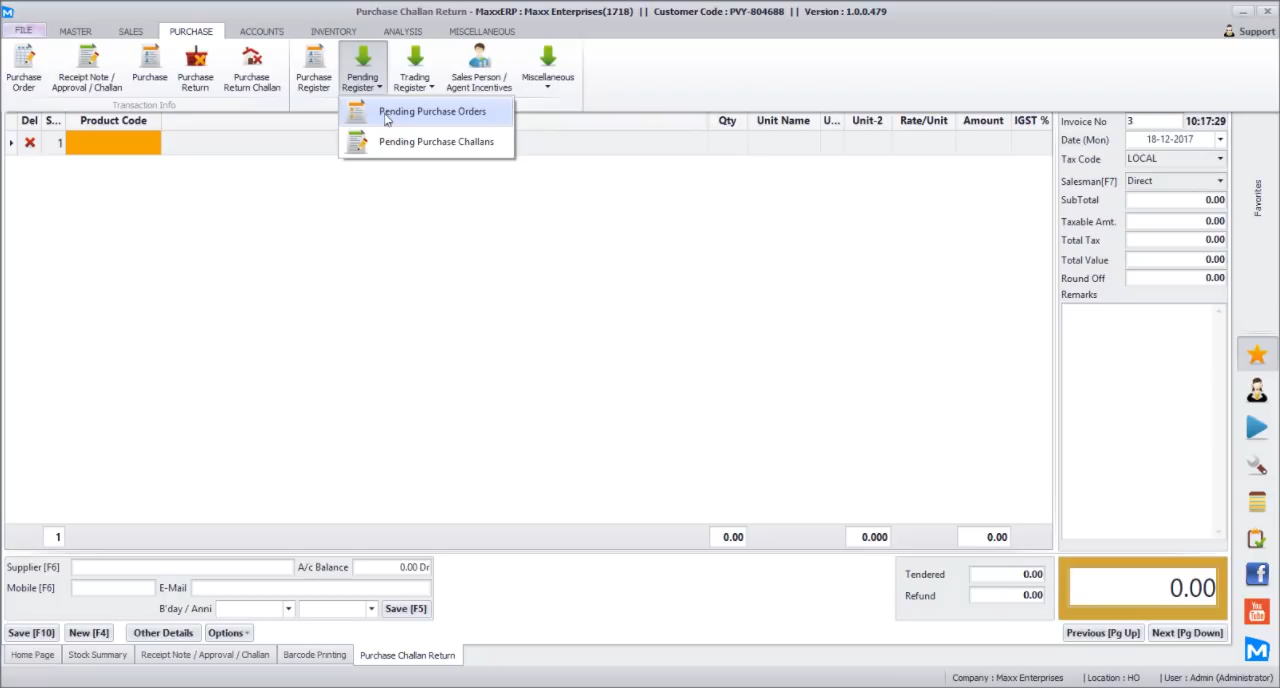 Purchase Challan Return - MaxxERP : Maxx Enterprises(1718) || Customer Code : PVY-804688 || Version : 1.0.0.479
FILE MASTER SALES PURCHASE ACCOUNTS INVENTORY ANALYSIS MISCELLANEOUS Support
Purchase Order
Receipt Note / Approval / Challan
Purchase
Purchase Return
Purchase Return Challan
Purchase Register
Pending Register
Trading Register
Sales Person / Agent Incentives
Miscellaneous
Transaction Info
Pending Purchase Orders
Pending Purchase Challans
Del S... Product Code Qty Unit Name U... Unit-2 Rate/Unit Amount IGST %
1
Invoice No 3 10:17:29
Date (Mon) 18-12-2017
Tax Code LOCAL
Salesman[F7] Direct
SubTotal 0.00
Taxable Amt. 0.00
Total Tax 0.00
Total Value 0.00
Round Off 0.00
Remarks
Favorites
1 0.00 0.000 0.00
Supplier [F6] A/c Balance 0.00 Dr
Mobile [F6] E-Mail
B'day / Anni Save [F5]
Tendered 0.00
Refund 0.00
0.00
Save [F10] New [F4] Other Details Options Previous [Pg Up] Next [Pg Down]
Home Page Stock Summary Receipt Note / Approval / Challan Barcode Printing Purchase Challan Return
You Tube
Company : Maxx Enterprises | Location : HO | User : Admin (Administrator)